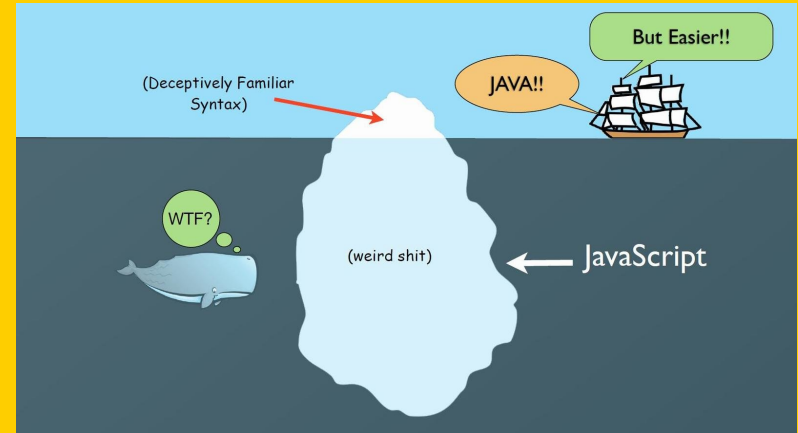 But Easier!!
JAVA!!
(Deceptively Familiar
Syntax)
WTF?
(weird shit)
JavaScript